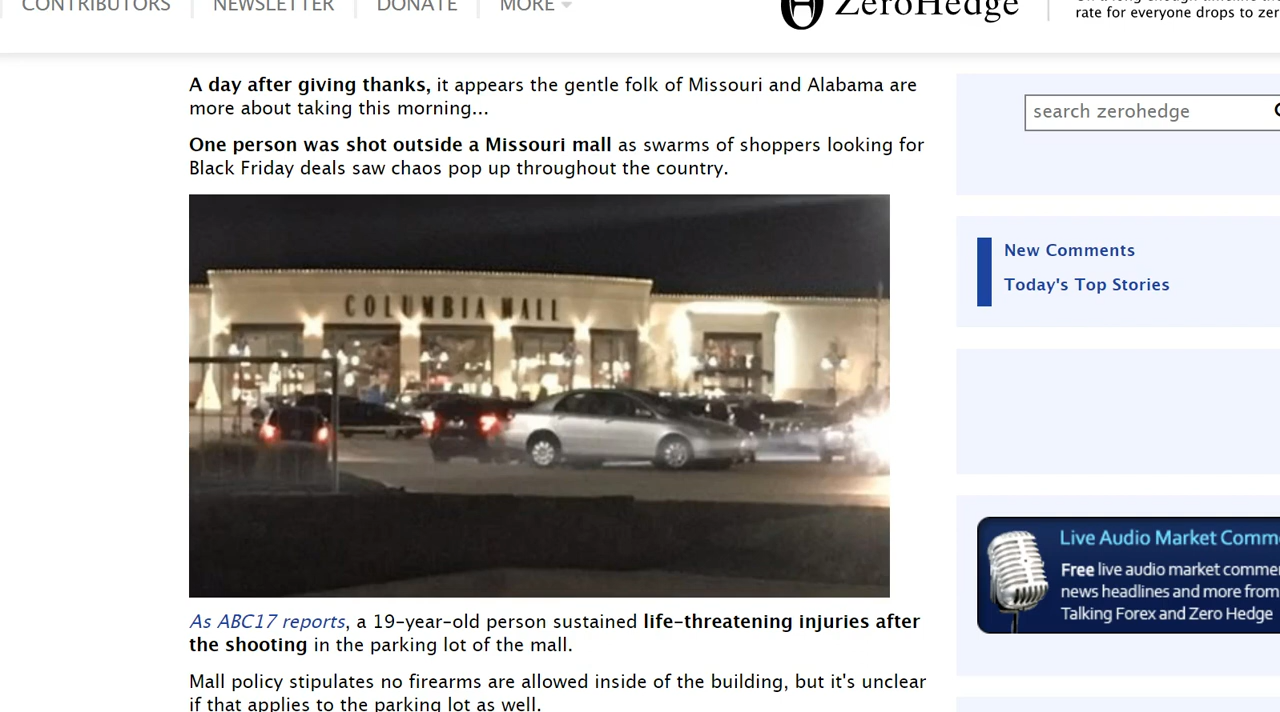 CONTRIBUTORS NEWSLETTER DONATE MORE
ZeroHedge
rate for everyone drops to zer
A day after giving thanks, it appears the gentle folk of Missouri and Alabama are
more about taking this morning...
One person was shot outside a Missouri mall as swarms of shoppers looking for
Black Friday deals saw chaos pop up throughout the country.
COLUMBIA MALL
As ABC17 reports, a 19-year-old person sustained life-threatening injuries after
the shooting in the parking lot of the mall.
Mall policy stipulates no firearms are allowed inside of the building, but it's unclear
if that applies to the parking lot as well.
search zerohedge
New Comments
Today's Top Stories
Live Audio Market Comm
Free live audio market commen
news headlines and more from
Talking Forex and Zero Hedge